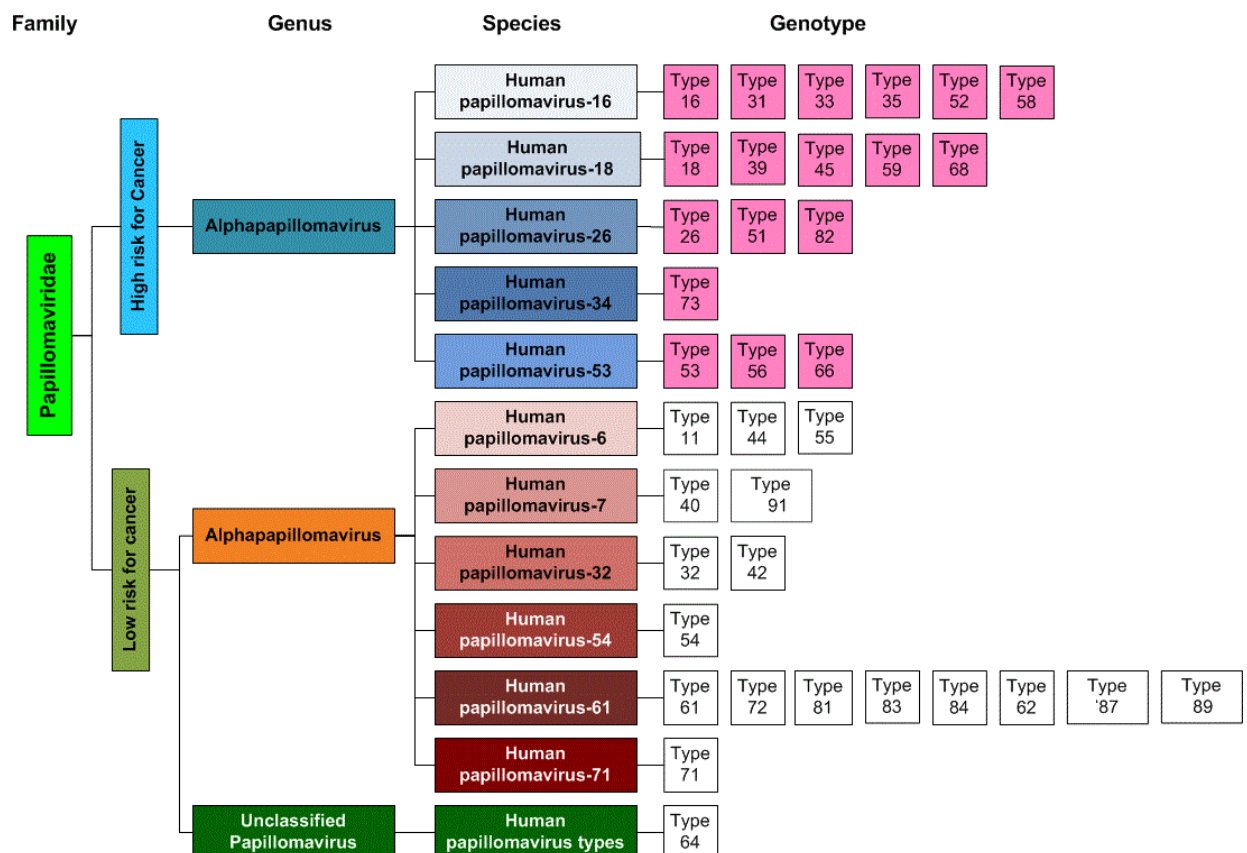 Family Genus Species Genotype
Papillomaviridae
High risk for Cancer
Low risk for cancer
Alphapapillomavirus
Human
papillomavirus-16
Type
16
Type
31
Type
33
Type
35
Type
52
Type
58
Human
papillomavirus-18
Type
18
Type
39
Type
45
Type
59
Type
68
Human
papillomavirus-26
Type
26
Type
51
Type
82
Human
papillomavirus-34
Type
73
Human
papillomavirus-53
Type
53
Type
56
Type
66
Alphapapillomavirus
Human
papillomavirus-6
Type
11
Type
44
Type
55
Human
papillomavirus-7
Type
40
Type
91
Human
papillomavirus-32
Type
32
Type
42
Human
papillomavirus-54
Type
54
Human
papillomavirus-61
Type
61
Type
72
Type
81
Type
83
Type
84
Type
62
Type
'87
Type
89
Human
papillomavirus-71
Type
71
Unclassified
Papillomavirus
Human
papillomavirus types
Type
64